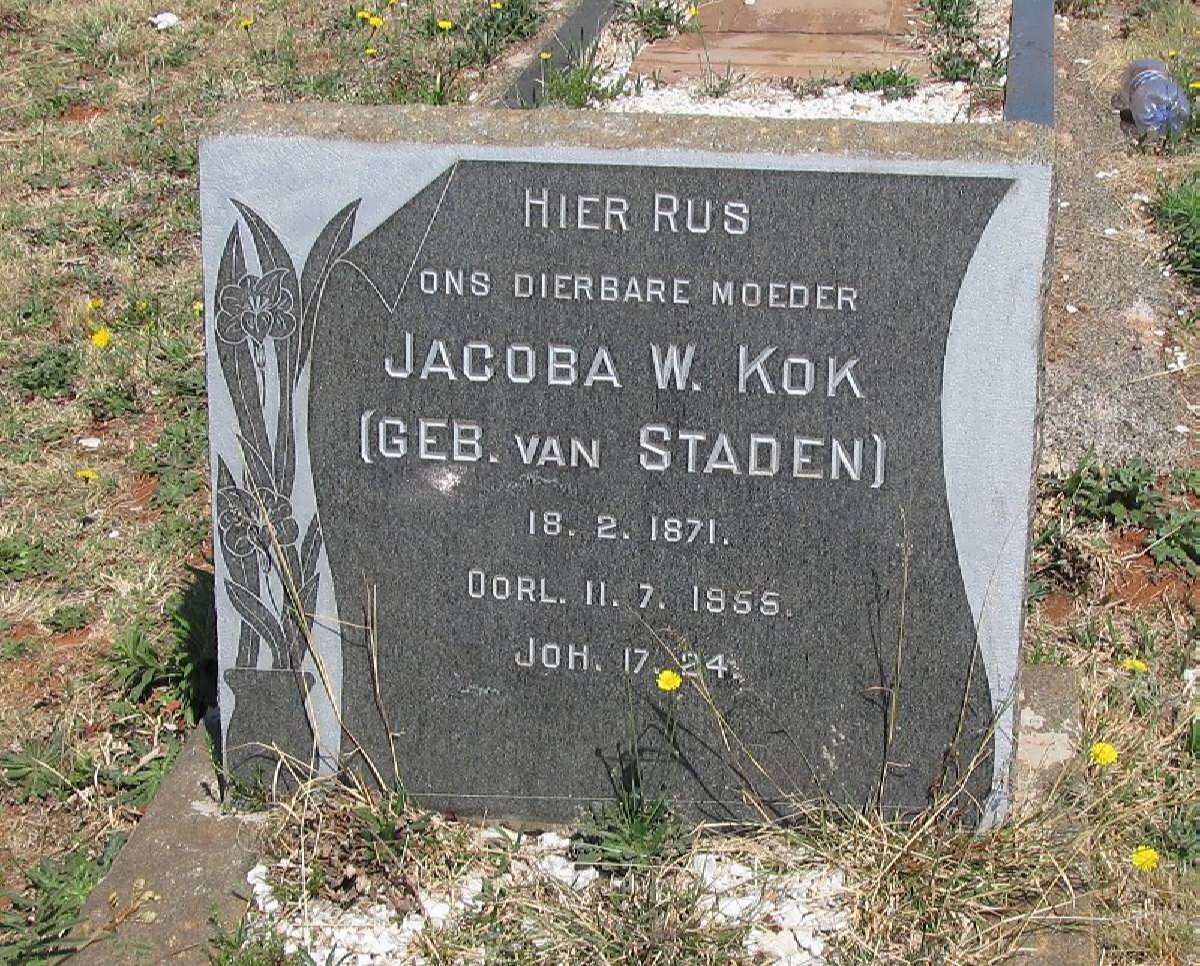 HIER RUS
ONS DIERBARE MOEDER
JACOBA W. KOK
(GEB. VAN STADEN)
18. 2. 1871.
OORL. 11. 7. 1955.
JOH. 17. 24.